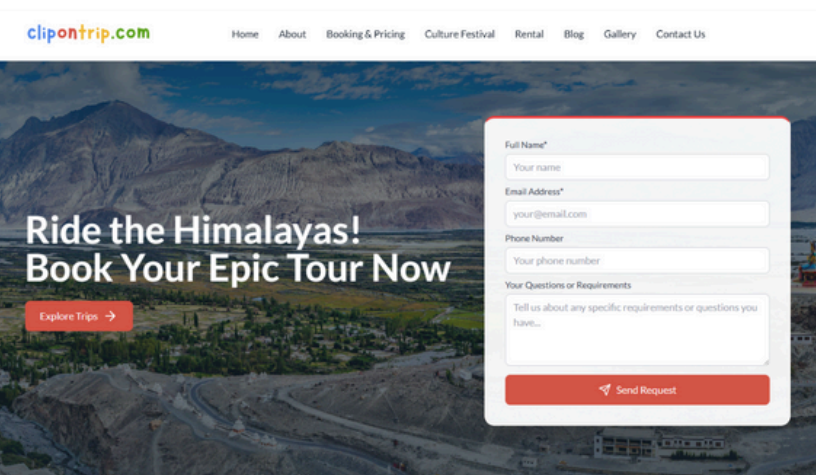 clipontrip.com
Home About Booking & Pricing Culture Festival Rental Blog Gallery Contact Us
Ride the Himalayas!
Book Your Epic Tour Now
Explore Trips
Full Name*
Your name
Email Address*
your@email.com
Phone Number
Your phone number
Your Questions or Requirements
Tell us about any specific requirements or questions you
have...
Send Request